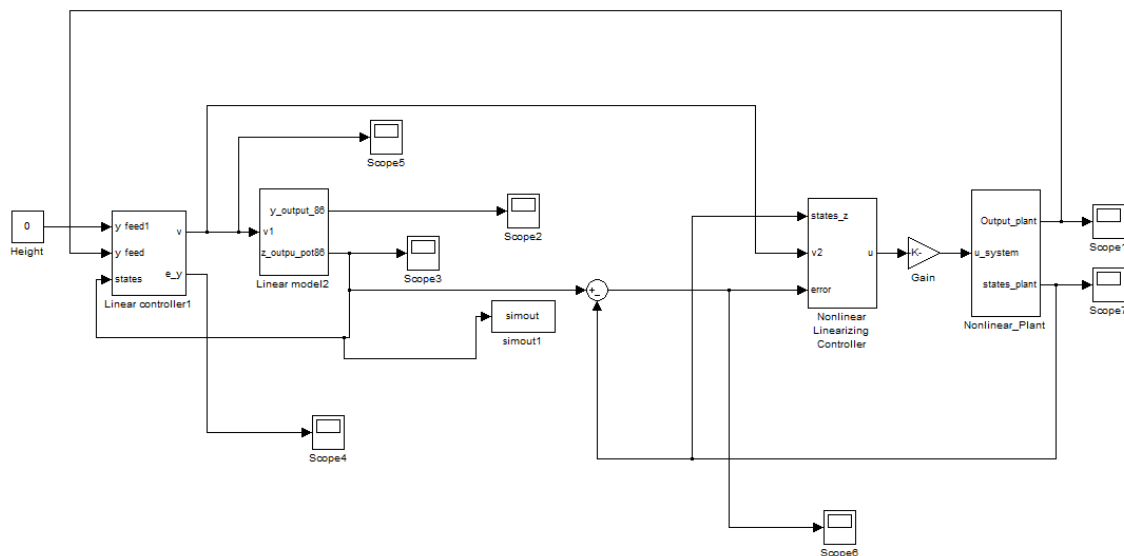 Scope5
y_output_86
v1
z_outpu_pot86
Linear model2
Scope2
Scope3
0
Height
y feed1
v
y feed
e_y
states
Linear controller1
simout
simout1
Scope4
+
-
states_z
v2
u
error
Nonlinear
Linearizing
Controller
-K-
Gain
Output_plant
u_system
states_plant
Nonlinear_Plant
Scope1
Scope7
Scope6